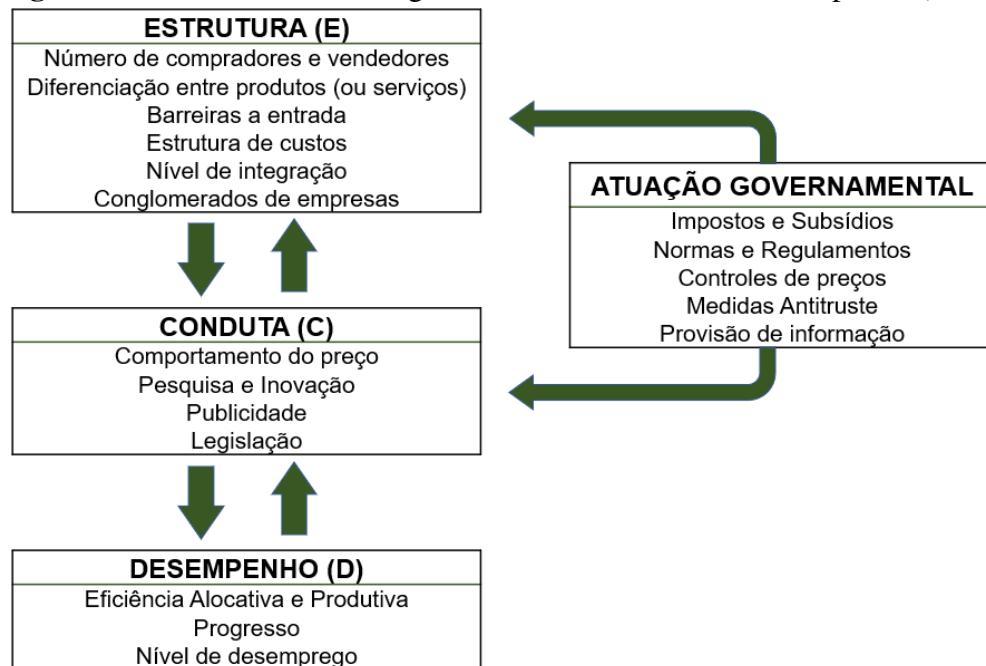 ESTRUTURA (E)
Número de compradores e vendedores
Diferenciação entre produtos (ou serviços)
Barreiras a entrada
Estrutura de custos
Nível de integração
Conglomerados de empresas
ATUAÇÃO GOVERNAMENTAL
Impostos e Subsídios
Normas e Regulamentos
Controles de preços
Medidas Antitruste
Provisão de informação
CONDUTA (C)
Comportamento do preço
Pesquisa e Inovação
Publicidade
Legislação
DESEMPENHO (D)
Eficiência Alocativa e Produtiva
Progresso
Nível de desemprego